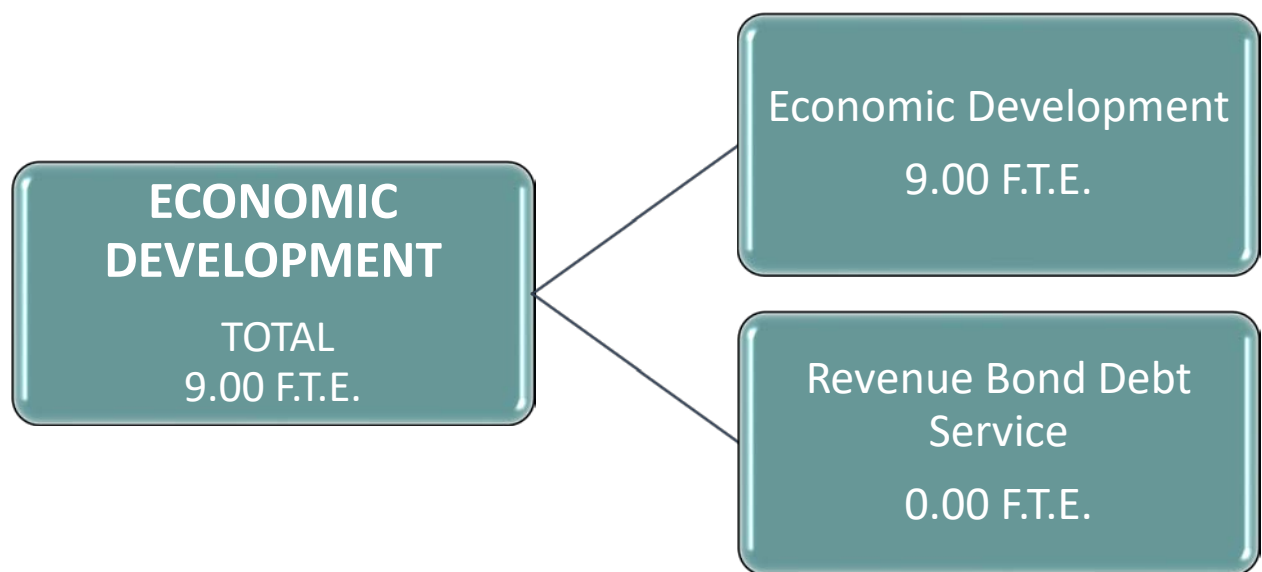 ECONOMIC
DEVELOPMENT
TOTAL
9.00 F.T.E.
Economic Development
9.00 F.T.E.
Revenue Bond Debt
Service
0.00 F.T.E.